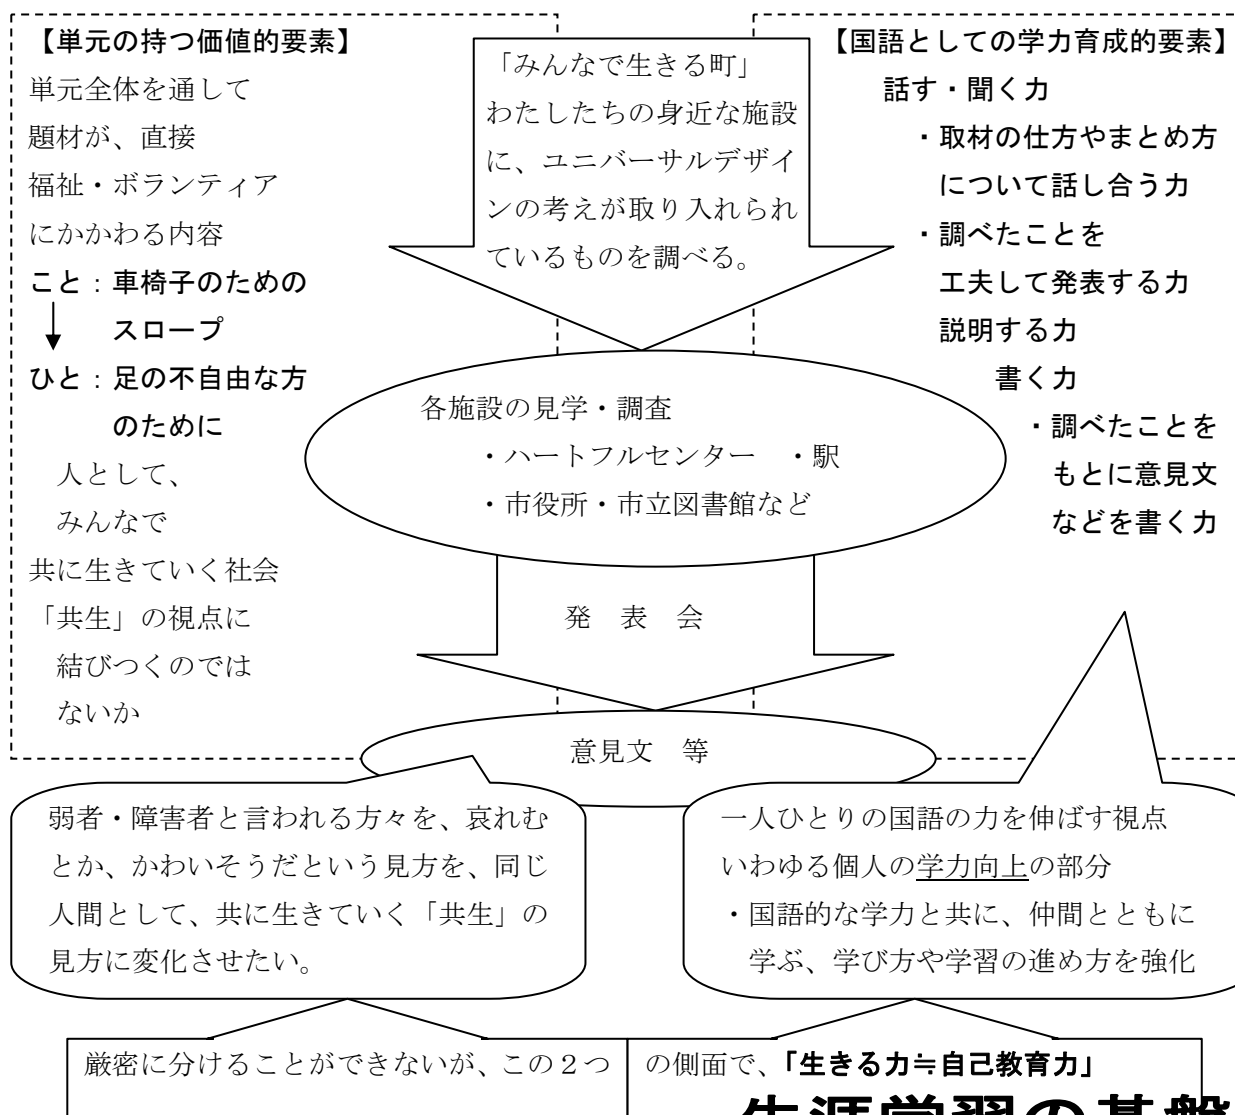 【単元の持つ価値的要素】
単元全体を通して
題材が、直接
福祉・ボランティア
にかかわる内容
こと：車椅子のための
スロープ
ひと：足の不自由な方
のために
人として、
みんなで
共に生きていく社会
「共生」の視点に
結びつくのでは
ないか
「みんなで生きる町」
わたしたちの身近な施設
に、ユニバーサルデザイ
ンの考えが取り入れられ
ているものを調べる。
各施設の見学・調査
・ハートフルセンター　・駅
・市役所・市立図書館など
発　表　会
意見文　等
【国語としての学力育成的要素】
話す・聞く力
・取材の仕方やまとめ方
について話し合う力
・調べたことを
工夫して発表する力
説明する力
書く力
・調べたことを
もとに意見文
などを書く力
弱者・障害者と言われる方々を、哀れむ
とか、かわいそうだという見方を、同じ
人間として、共に生きていく「共生」の
見方に変化させたい。
一人ひとりの国語の力を伸ばす視点
いわゆる個人の学力向上の部分
・国語的な学力と共に、仲間とともに
学ぶ、学び方や学習の進め方を強化
厳密に分けることができないが、この２つ
の側面で、「生きる力≒自己教育力」
生涯学習の基盤